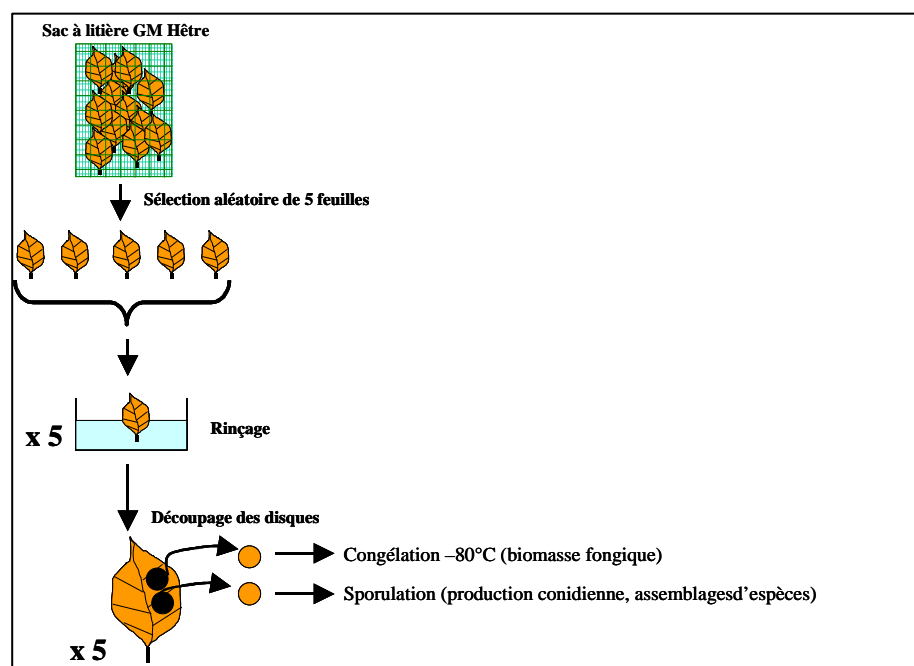 Sac à litière GM Hêtre
Sélection aléatoire de 5 feuilles
x 5
Rinçage
Découpage des disques
Congélation –80°C (biomasse fongique)
Sporulation (production conidienne, assemblagesd’espèces)
x 5